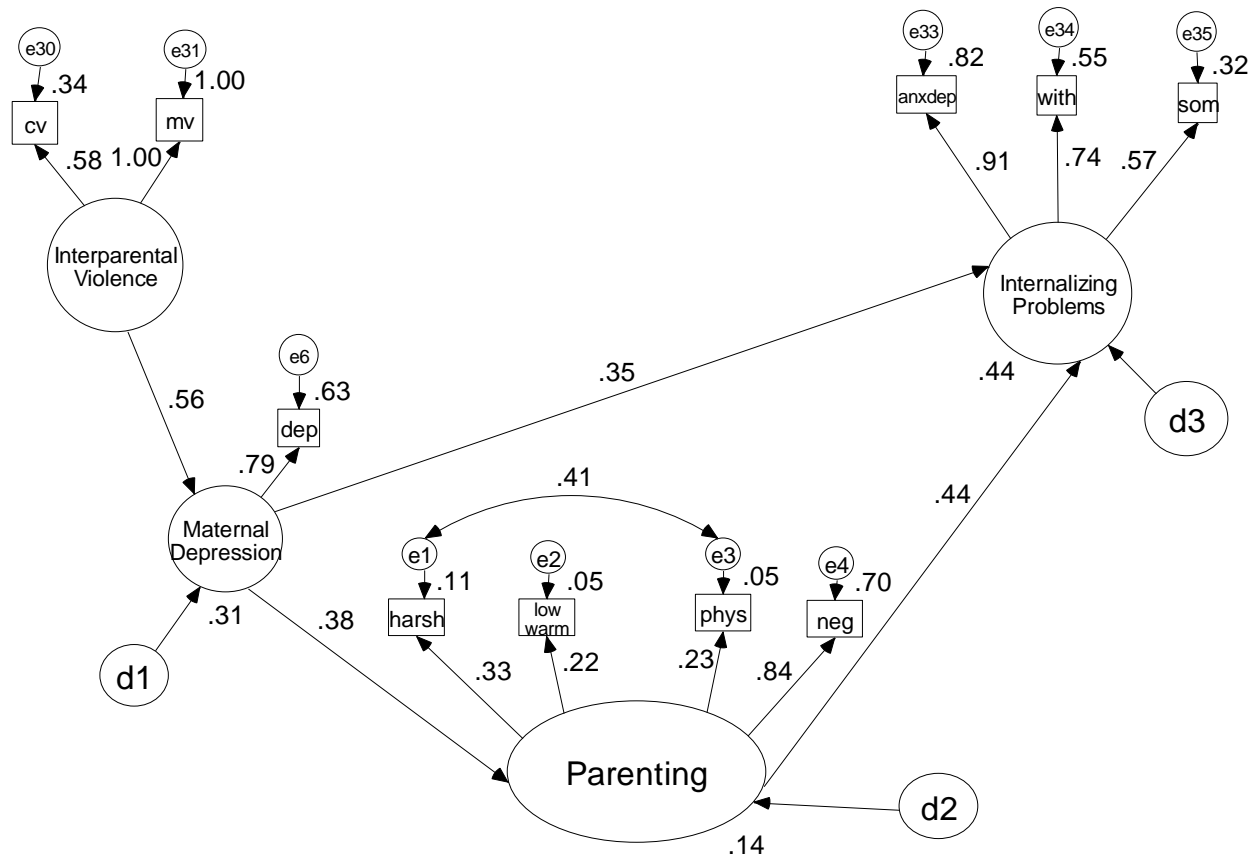 e30
e31
e33
e34
e35
.34
1.00
.82
.55
.32
cv
mv
anxdep
with
som
.58
1.00
.91
.74
.57
Interparental
Violence
Internalizing
Problems
e6
.63
.35
.44
.56
dep
d3
.79
.41
.44
Maternal
Depression
e1
e2
e3
e4
.11
.05
.05
.70
.31
.38
harsh
low
warm
phys
neg
d1
.33
.22
.23
.84
Parenting
d2
.14